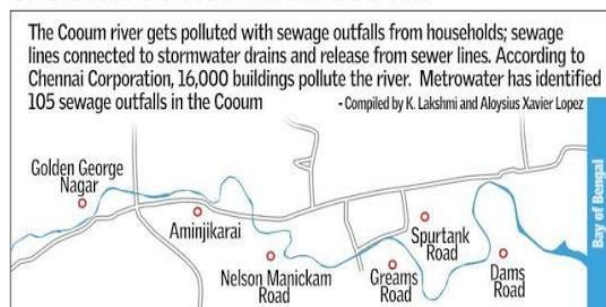 The Cooum river gets polluted with sewage outfalls from households; sewage
lines connected to stormwater drains and release from sewer lines. According to
Chennai Corporation, 16,000 buildings pollute the river. Metrowater has identified
105 sewage outfalls in the Cooum
- Compiled by K. Lakshmi and Aloysius Xavier Lopez
Golden George
Nagar
Aminjikarai
Nelson Manickam
Road
Greams
Road
Spurtank
Road
Dams
Road
Bay of Bengal